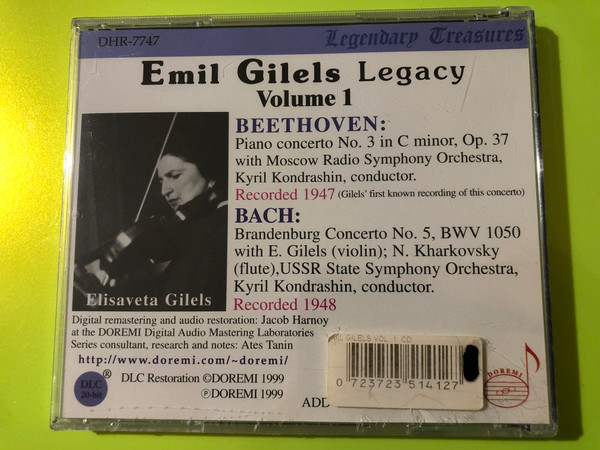 DHR-7747
Legendary Treasures
Emil Gilels Legacy
Volume 1
BEETHOVEN:
Piano concerto No. 3 in C minor, Op. 37
with Moscow Radio Symphony Orchestra,
Kyril Kondrashin, conductor.
Recorded 1947 (Gilels' first known recording of this concerto)
BACH:
Brandenburg Concerto No. 5, BWV 1050
with E. Gilels (violin); N. Kharkovsky
(flute),USSR State Symphony Orchestra,
Kyril Kondrashin, conductor.
Recorded 1948
Elisaveta Gilels
Digital remastering and audio restoration: Jacob Harnoy
at the DOREMI Digital Audio Mastering Laboratories
Series consultant, research and notes: Ates Tanin
http://www.doremi.com/~doremi/
DLC
20-bit
®
DLC Restoration ©DOREMI 1999
℗DOREMI 1999
ADD
GILELS VOL. 1 CD
0 723723 514127
DOREMI